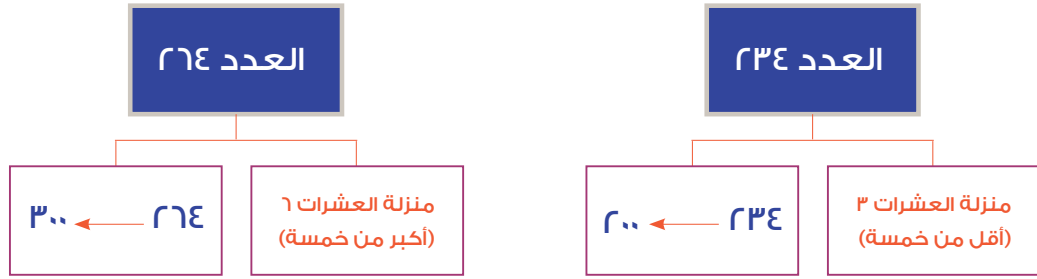 العدد ٢٣٤
منزلة العشرات ٣
(أقل من خمسة)
٢٣٤ ← ٢٠٠
العدد ٢٦٤
منزلة العشرات ٦
(أكبر من خمسة)
٢٦٤ ← ٣٠٠